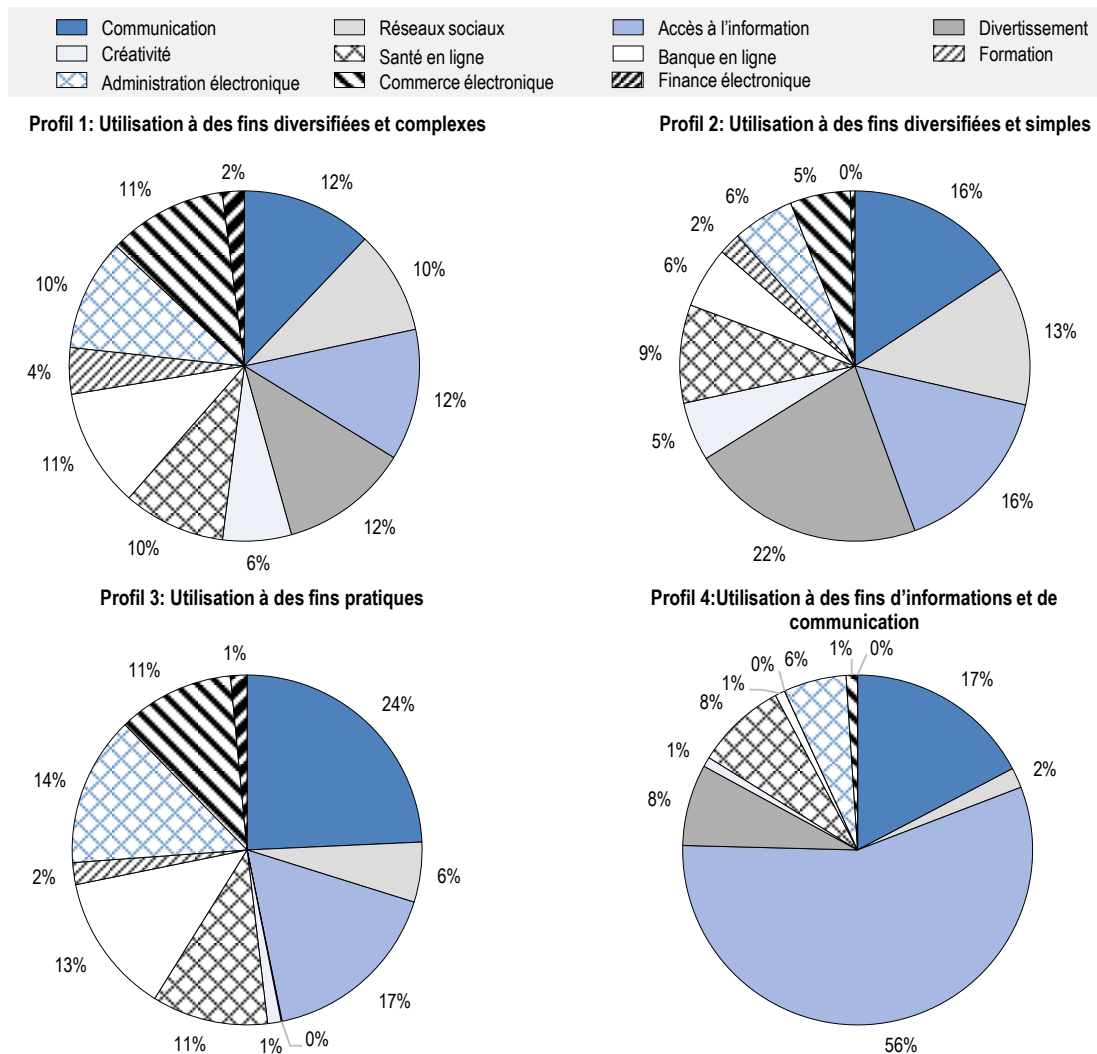 Communication
Réseaux sociaux
Accès à l'information
Divertissement
Créativité
Santé en ligne
Banque en ligne
Formation
Administration électronique
Commerce électronique
Finance électronique
Profil 1: Utilisation à des fins diversifiées et complexes
12%
10%
12%
12%
6%
10%
11%
4%
10%
11%
2%
Profil 2: Utilisation à des fins diversifiées et simples
16%
13%
16%
22%
5%
9%
6%
2%
6%
5%
0%
Profil 3: Utilisation à des fins pratiques
24%
6%
17%
0%
1%
11%
13%
2%
14%
11%
1%
Profil 4:Utilisation à des fins d'informations et de
communication
17%
2%
56%
8%
1%
8%
1%
0%
6%
1%
0%